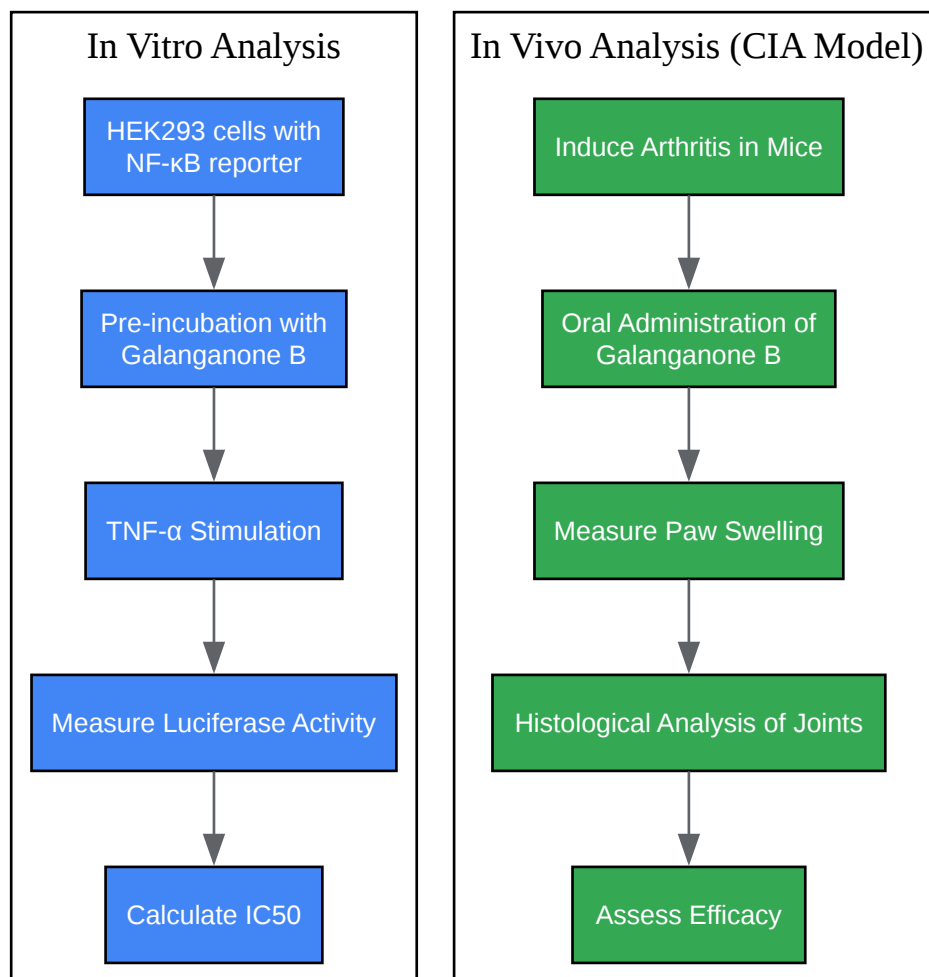 In Vitro Analysis
HEK293 cells with
NF-κB reporter
Pre-incubation with
Galanganone B
TNF-α Stimulation
Measure Luciferase Activity
Calculate IC50
In Vivo Analysis (CIA Model)
Induce Arthritis in Mice
Oral Administration of
Galanganone B
Measure Paw Swelling
Histological Analysis of Joints
Assess Efficacy